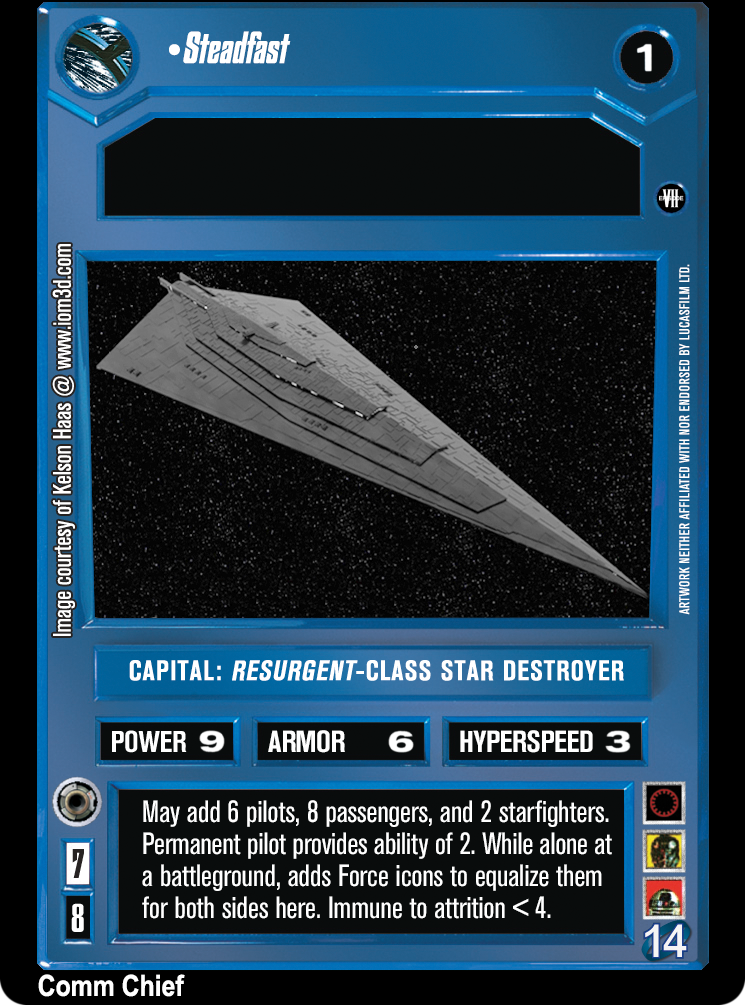 •Steadfast
1
EPISODE
VII
Image courtesy of Kelson Haas @ www.iom3d.com
ARTWORK NEITHER AFFILIATED WITH NOR ENDORSED BY LUCASFILM LTD.
CAPITAL: RESURGENT-CLASS STAR DESTROYER
POWER 9 ARMOR 6 HYPERSPEED 3
May add 6 pilots, 8 passengers, and 2 starfighters.
Permanent pilot provides ability of 2. While alone at
a battleground, adds Force icons to equalize them
for both sides here. Immune to attrition < 4.
7
8
14
Comm Chief